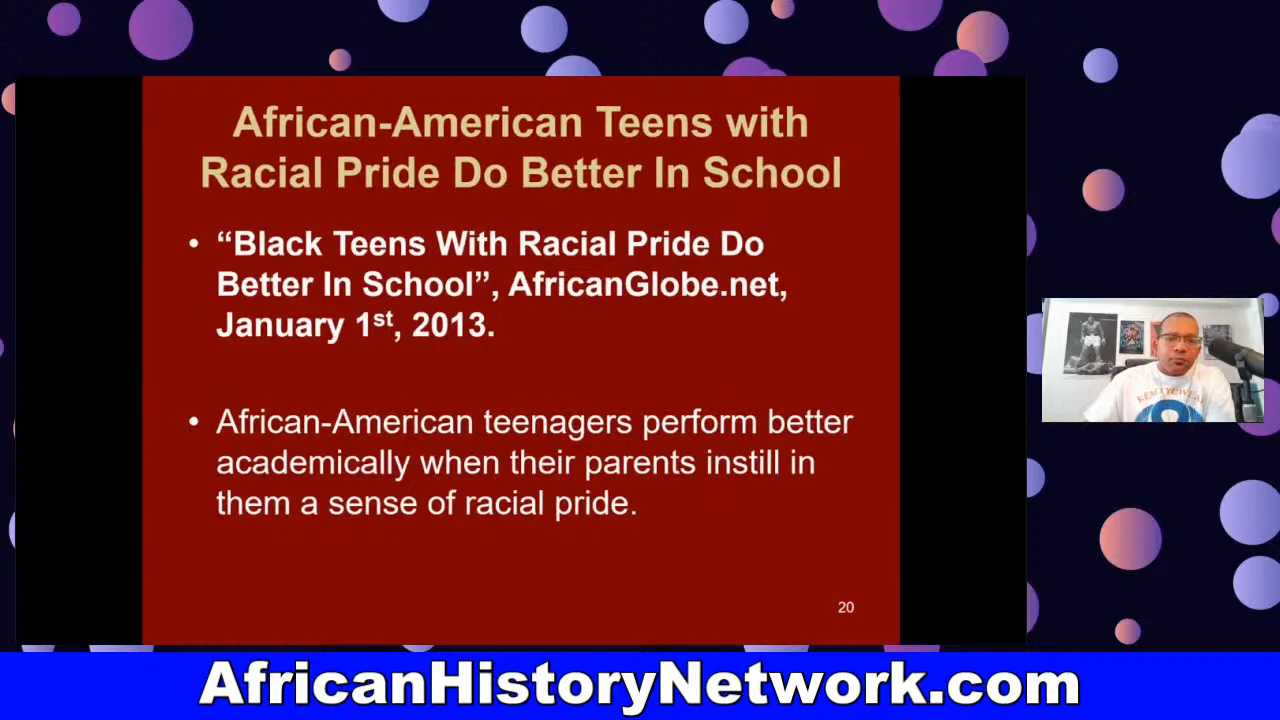 African-American Teens with
Racial Pride Do Better In School
• “Black Teens With Racial Pride Do
Better In School”, AfricanGlobe.net,
January 1st, 2013.
• African-American teenagers perform better
academically when their parents instill in
them a sense of racial pride.
20
AfricanHistoryNetwork.com